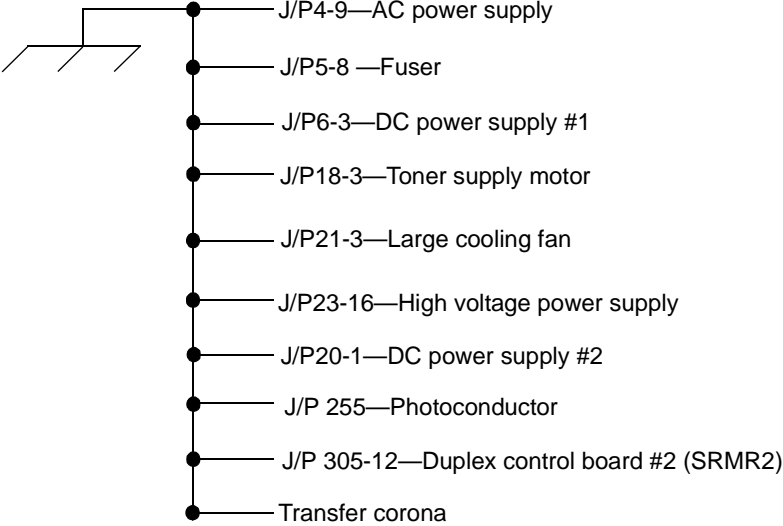 J/P4-9—AC power supply
J/P5-8 —Fuser
J/P6-3—DC power supply #1
J/P18-3—Toner supply motor
J/P21-3—Large cooling fan
J/P23-16—High voltage power supply
J/P20-1—DC power supply #2
J/P 255—Photoconductor
J/P 305-12—Duplex control board #2 (SRMR2)
Transfer corona